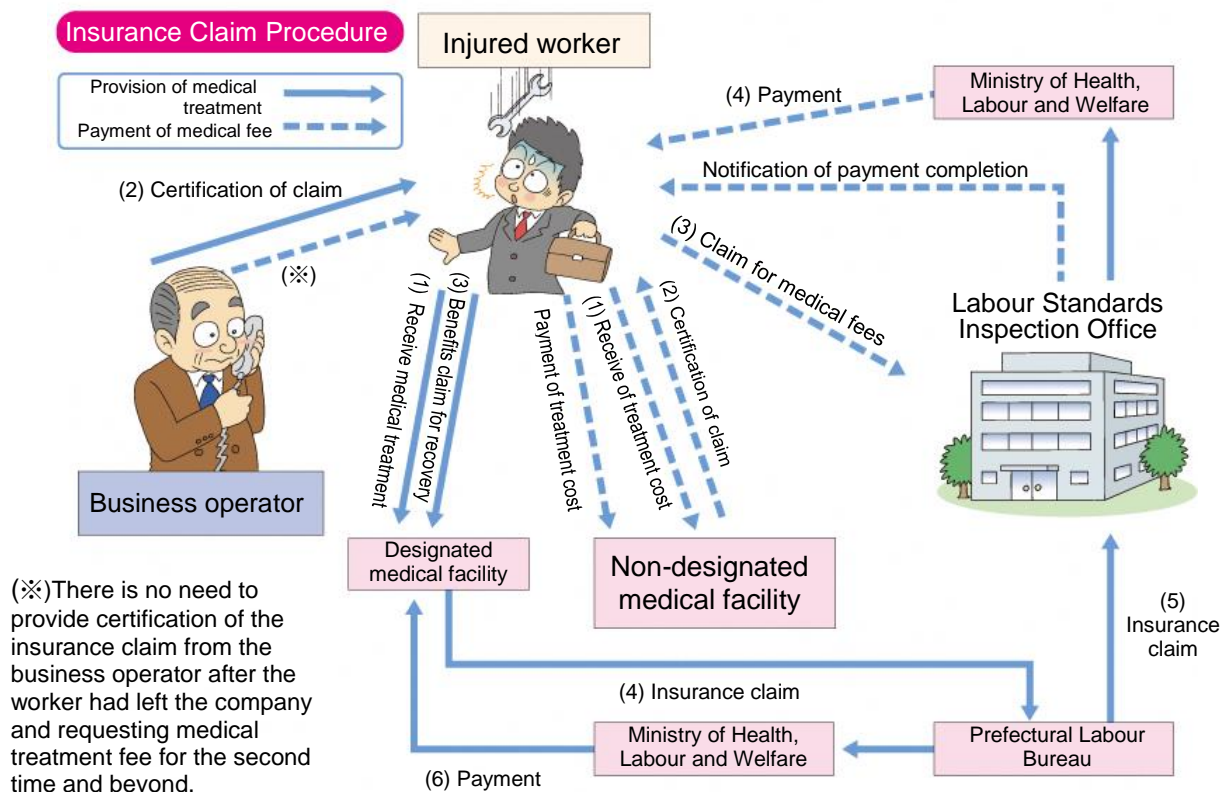 Insurance Claim Procedure
Injured worker
Provision of medical
treatment
Payment of medical fee
(2) Certification of claim
(※)
Business operator
(4) Payment
Ministry of Health,
Labour and Welfare
Notification of payment completion
(3) Claim for medical fees
Labour Standards
Inspection Office
(1) Receive medical treatment
(3) Benefits claim for recovery
Payment of treatment cost
(1) Receive of treatment cost
(2) Certification of claim
Designated
medical facility
Non-designated
medical facility
(※)There is no need to
provide certification of the
insurance claim from the
business operator after the
worker had left the company
and requesting medical
treatment fee for the second
time and beyond.
(4) Insurance claim
(5)
Insurance
claim
Ministry of Health,
Labour and Welfare
Prefectural Labour
Bureau
(6) Payment